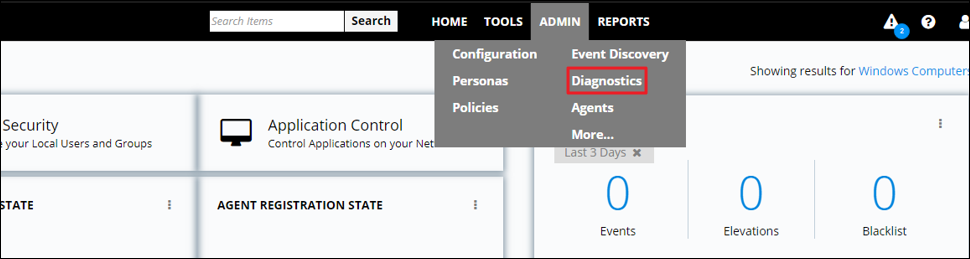 Search Items Search HOME TOOLS ADMIN REPORTS 2
Configuration Event Discovery
Personas Diagnostics
Policies Agents
More...
Showing results for Windows Computers
Security
e your Local Users and Groups
Application Control
Control Applications on your Net
Last 3 Days
STATE
AGENT REGISTRATION STATE
0 0 0
Events Elevations Blacklist